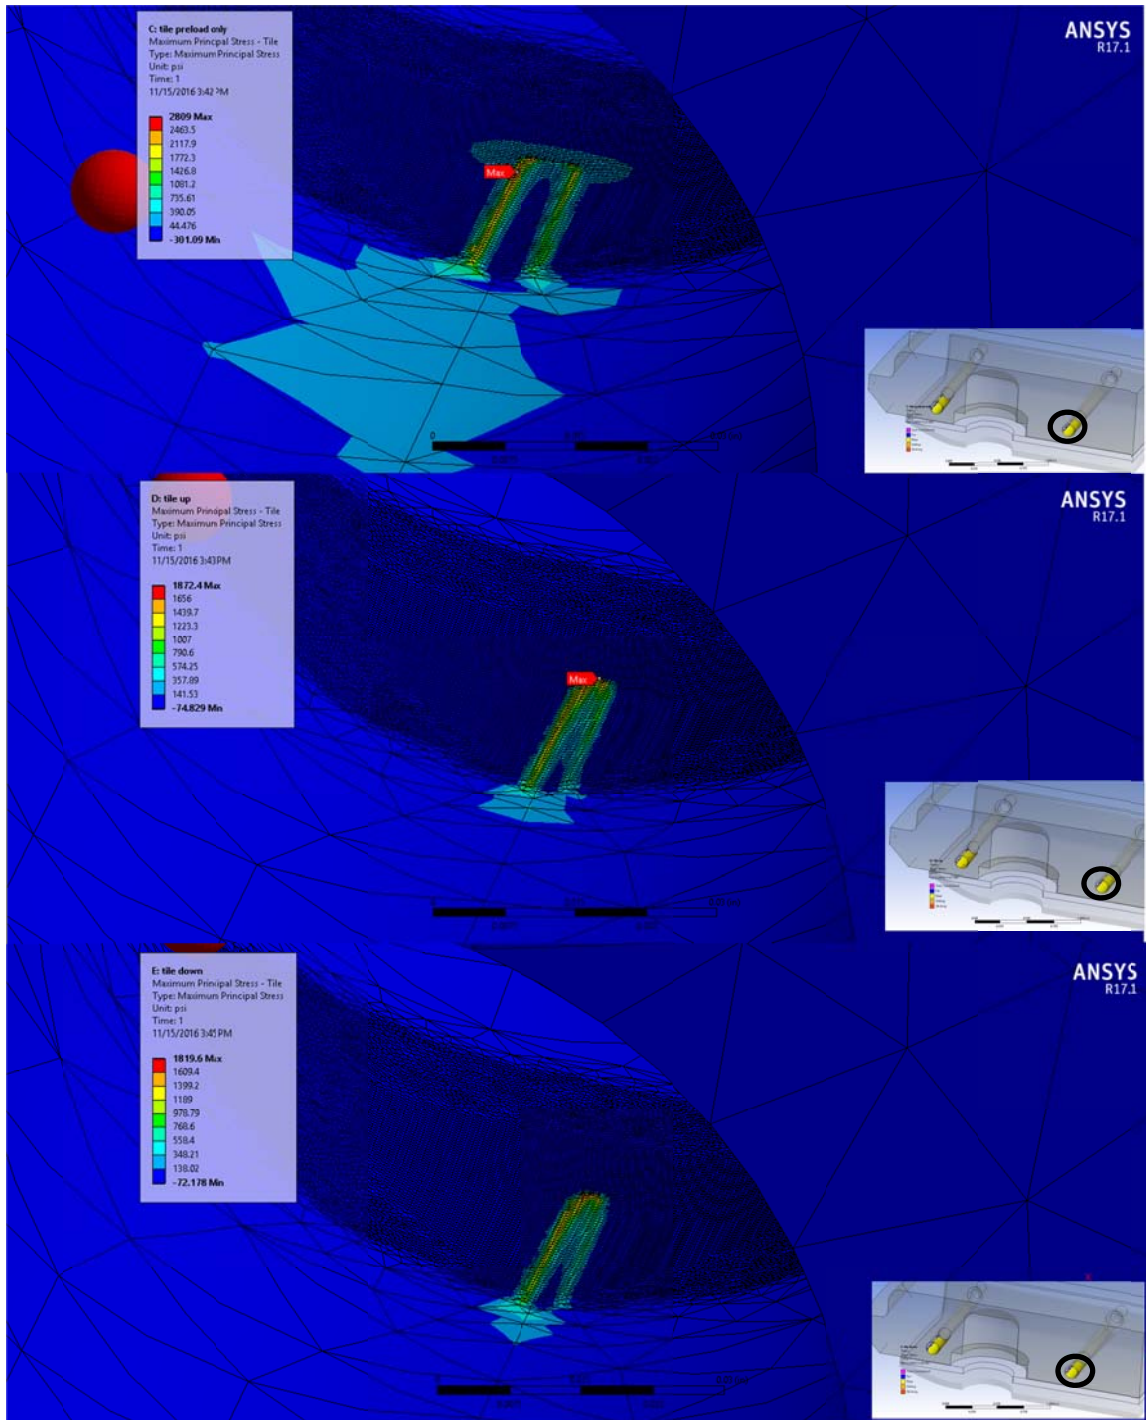 C: tile preload only
Maximum Principal Stress - Tile
Type: Maximum Principal Stress
Unit: psi
Time: 1
11/15/2016 3:42 PM
2809 Max
2463.5
2117.9
1772.3
1426.8
1081.2
735.61
390.05
44.476
-301.09 Min
ANSYS
R17.1
Max
D: tile up
Maximum Principal Stress - Tile
Type: Maximum Principal Stress
Unit: psi
Time: 1
11/15/2016 3:43 PM
1872.4 Max
1656
1439.7
1223.3
1007
790.6
574.25
357.89
141.53
-74.829 Min
ANSYS
R17.1
Max
E: tile down
Maximum Principal Stress - Tile
Type: Maximum Principal Stress
Unit: psi
Time: 1
11/15/2016 3:45 PM
1819.6 Max
1609.4
1399.2
1189
978.79
768.6
558.4
348.21
138.02
-72.178 Min
ANSYS
R17.1